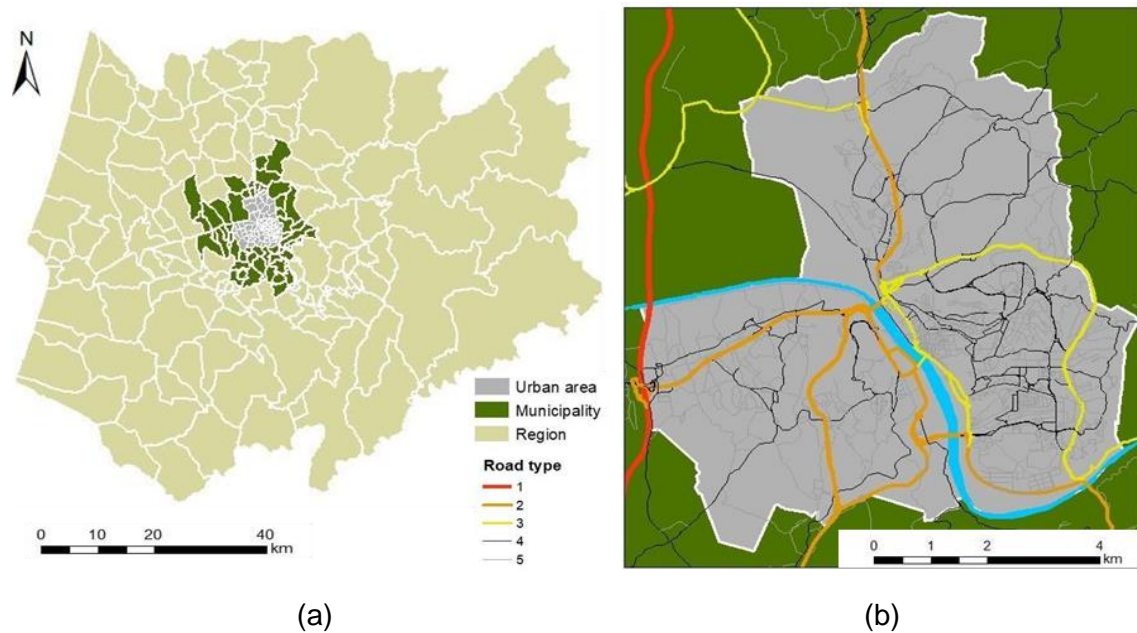 N
Urban area
Municipality
Region
Road type
1
2
3
4
5
0 10 20 40
km
0 1 2 4
km
(a) (b)